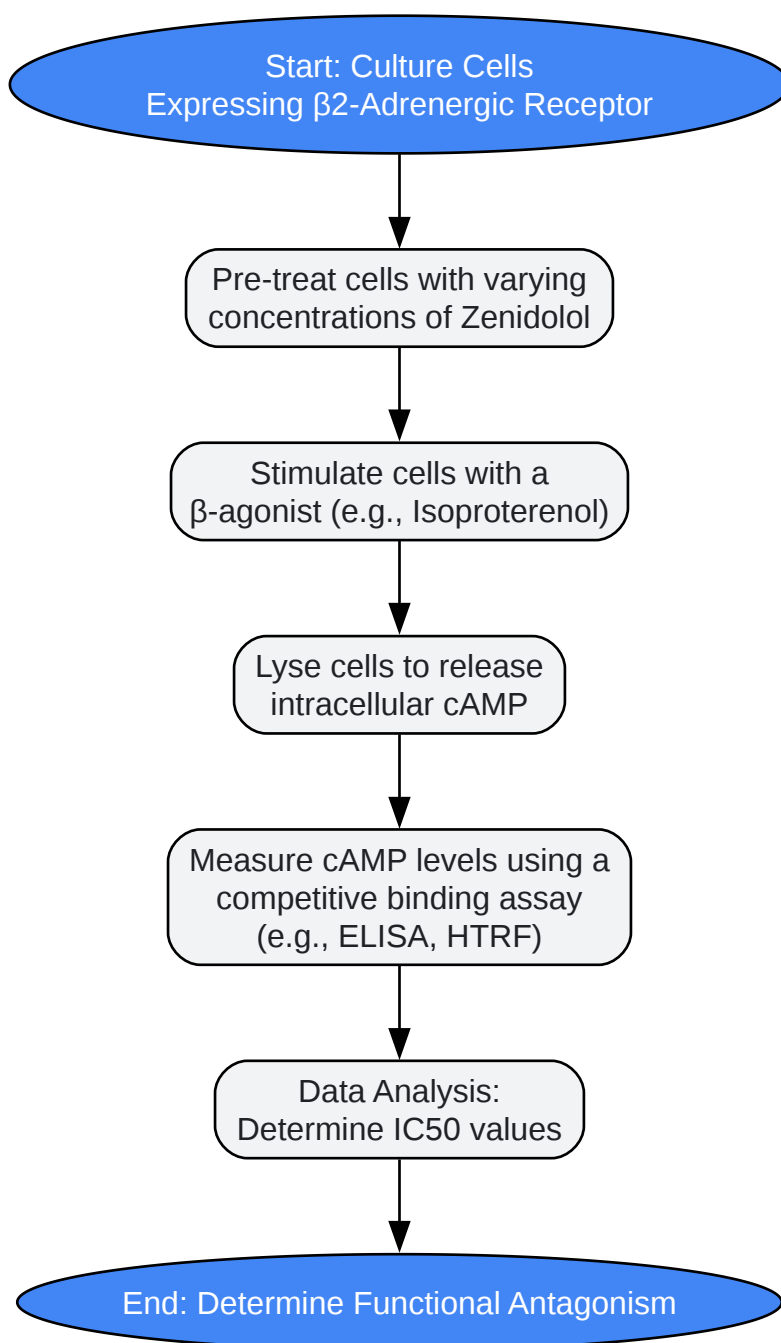 Start: Culture Cells
Expressing β2-Adrenergic Receptor
Pre-treat cells with varying
concentrations of Zenidolol
Stimulate cells with a
β-agonist (e.g., Isoproterenol)
Lyse cells to release
intracellular cAMP
Measure cAMP levels using a
competitive binding assay
(e.g., ELISA, HTRF)
Data Analysis:
Determine IC50 values
End: Determine Functional Antagonism